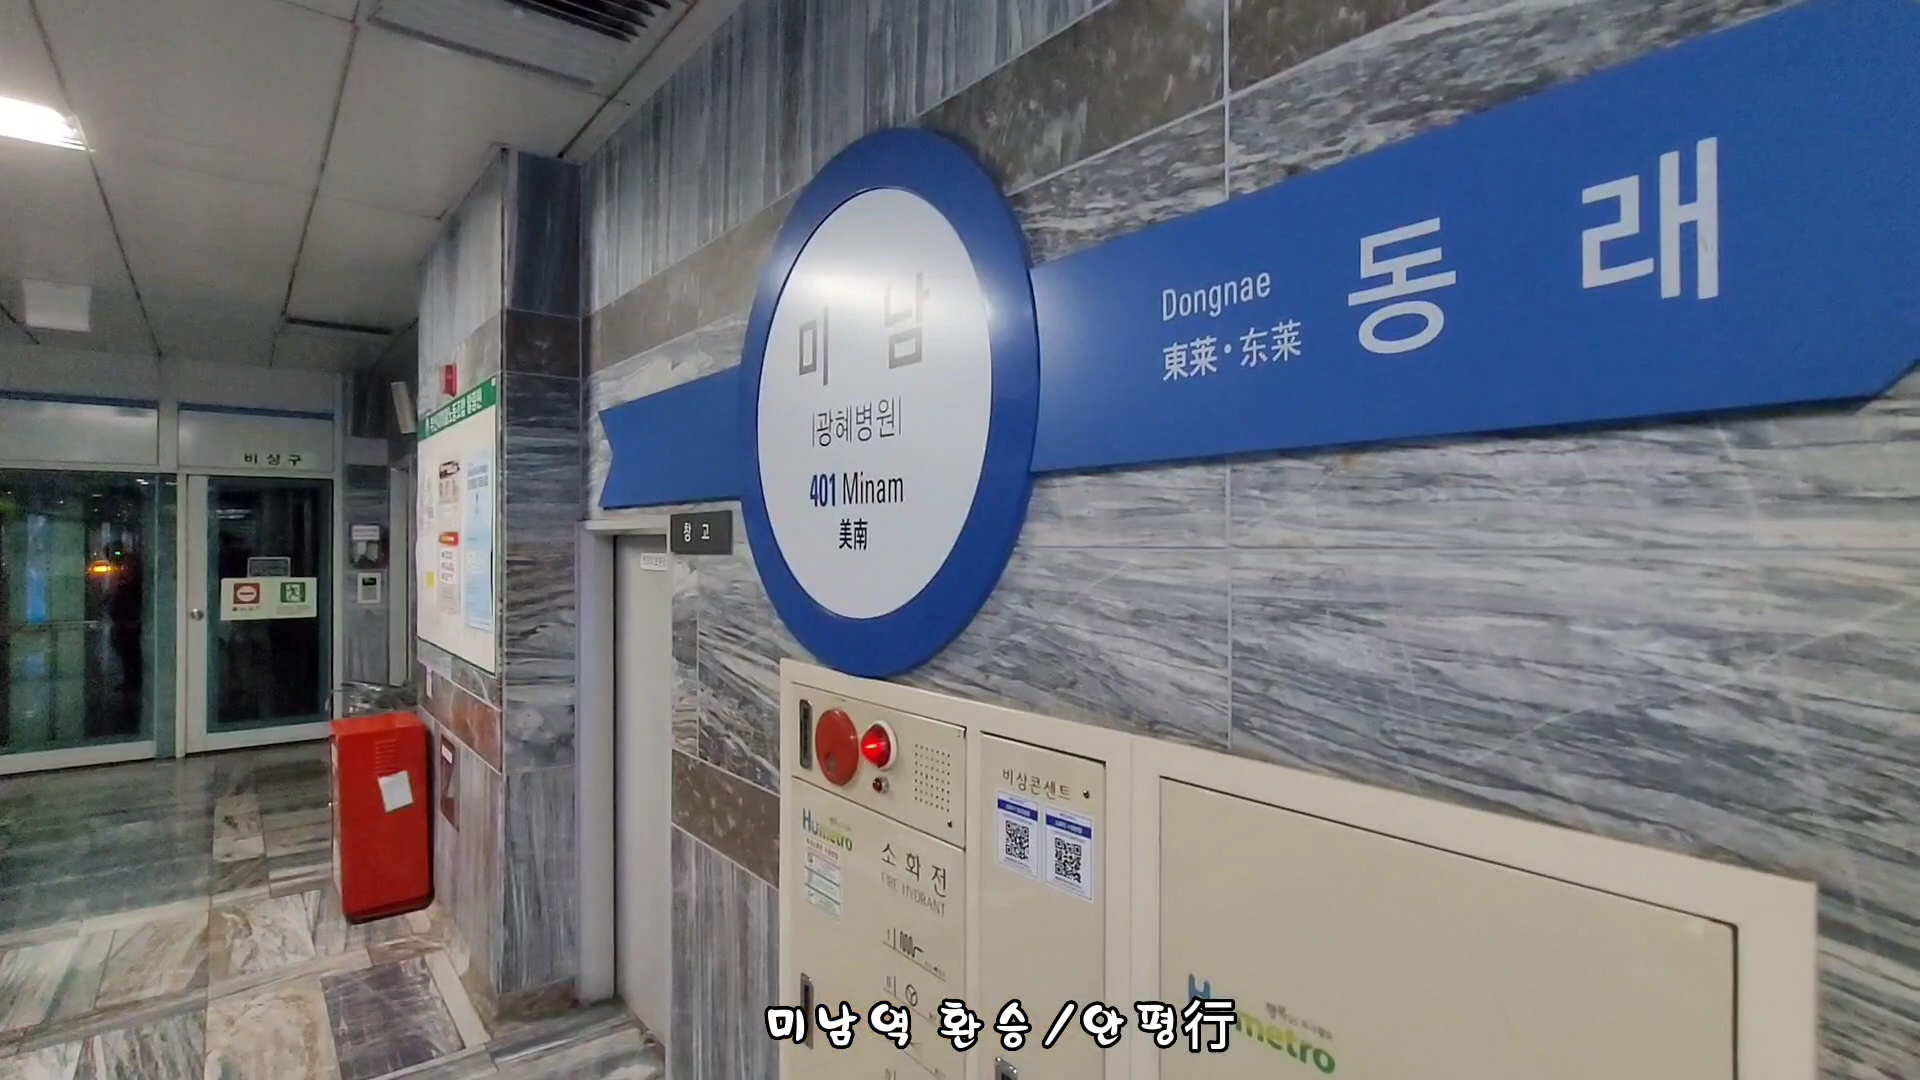 비상구
창고
미남
|광혜병원|
401 Minam
美南
Dongnae
東莱·东莱
동래
비상콘센트
Humetro
소화전
FIRE HYDRANT
Humetro
미남역 환승/안평行